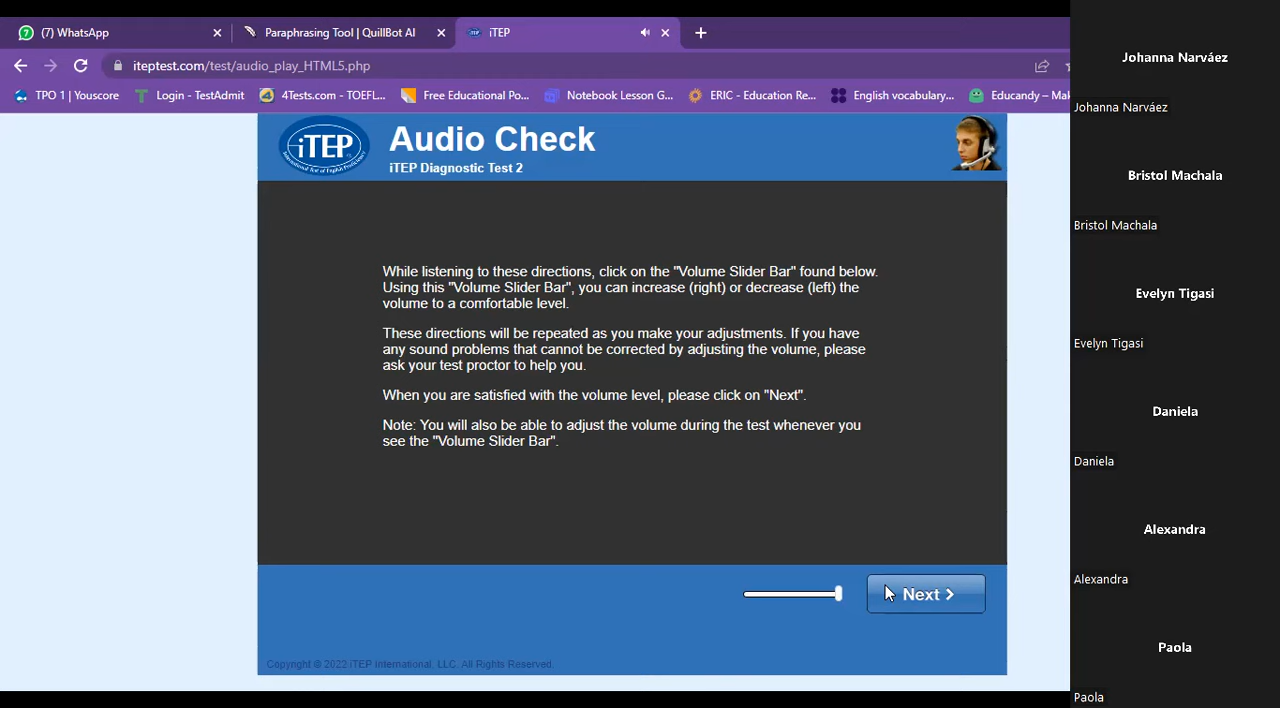 (7) WhatsApp
Paraphrasing Tool | QuillBot AI
iTEP
iteptest.com/test/audio_play_HTML5.php
TPO 1 | Youscore
Login - TestAdmit
4Tests.com - TOEFL...
Free Educational Po...
Notebook Lesson G...
ERIC - Education Re...
English vocabulary...
Educandy – Ma
iTEP
Audio Check
iTEP Diagnostic Test 2
While listening to these directions, click on the "Volume Slider Bar" found below.
Using this "Volume Slider Bar", you can increase (right) or decrease (left) the
volume to a comfortable level.
These directions will be repeated as you make your adjustments. If you have
any sound problems that cannot be corrected by adjusting the volume, please
ask your test proctor to help you.
When you are satisfied with the volume level, please click on "Next".
Note: You will also be able to adjust the volume during the test whenever you
see the "Volume Slider Bar".
Next
Copyright © 2022 iTEP International, LLC. All Rights Reserved.
Johanna Narváez
Johanna Narváez
Bristol Machala
Bristol Machala
Evelyn Tigasi
Evelyn Tigasi
Daniela
Daniela
Alexandra
Alexandra
Paola
Paola